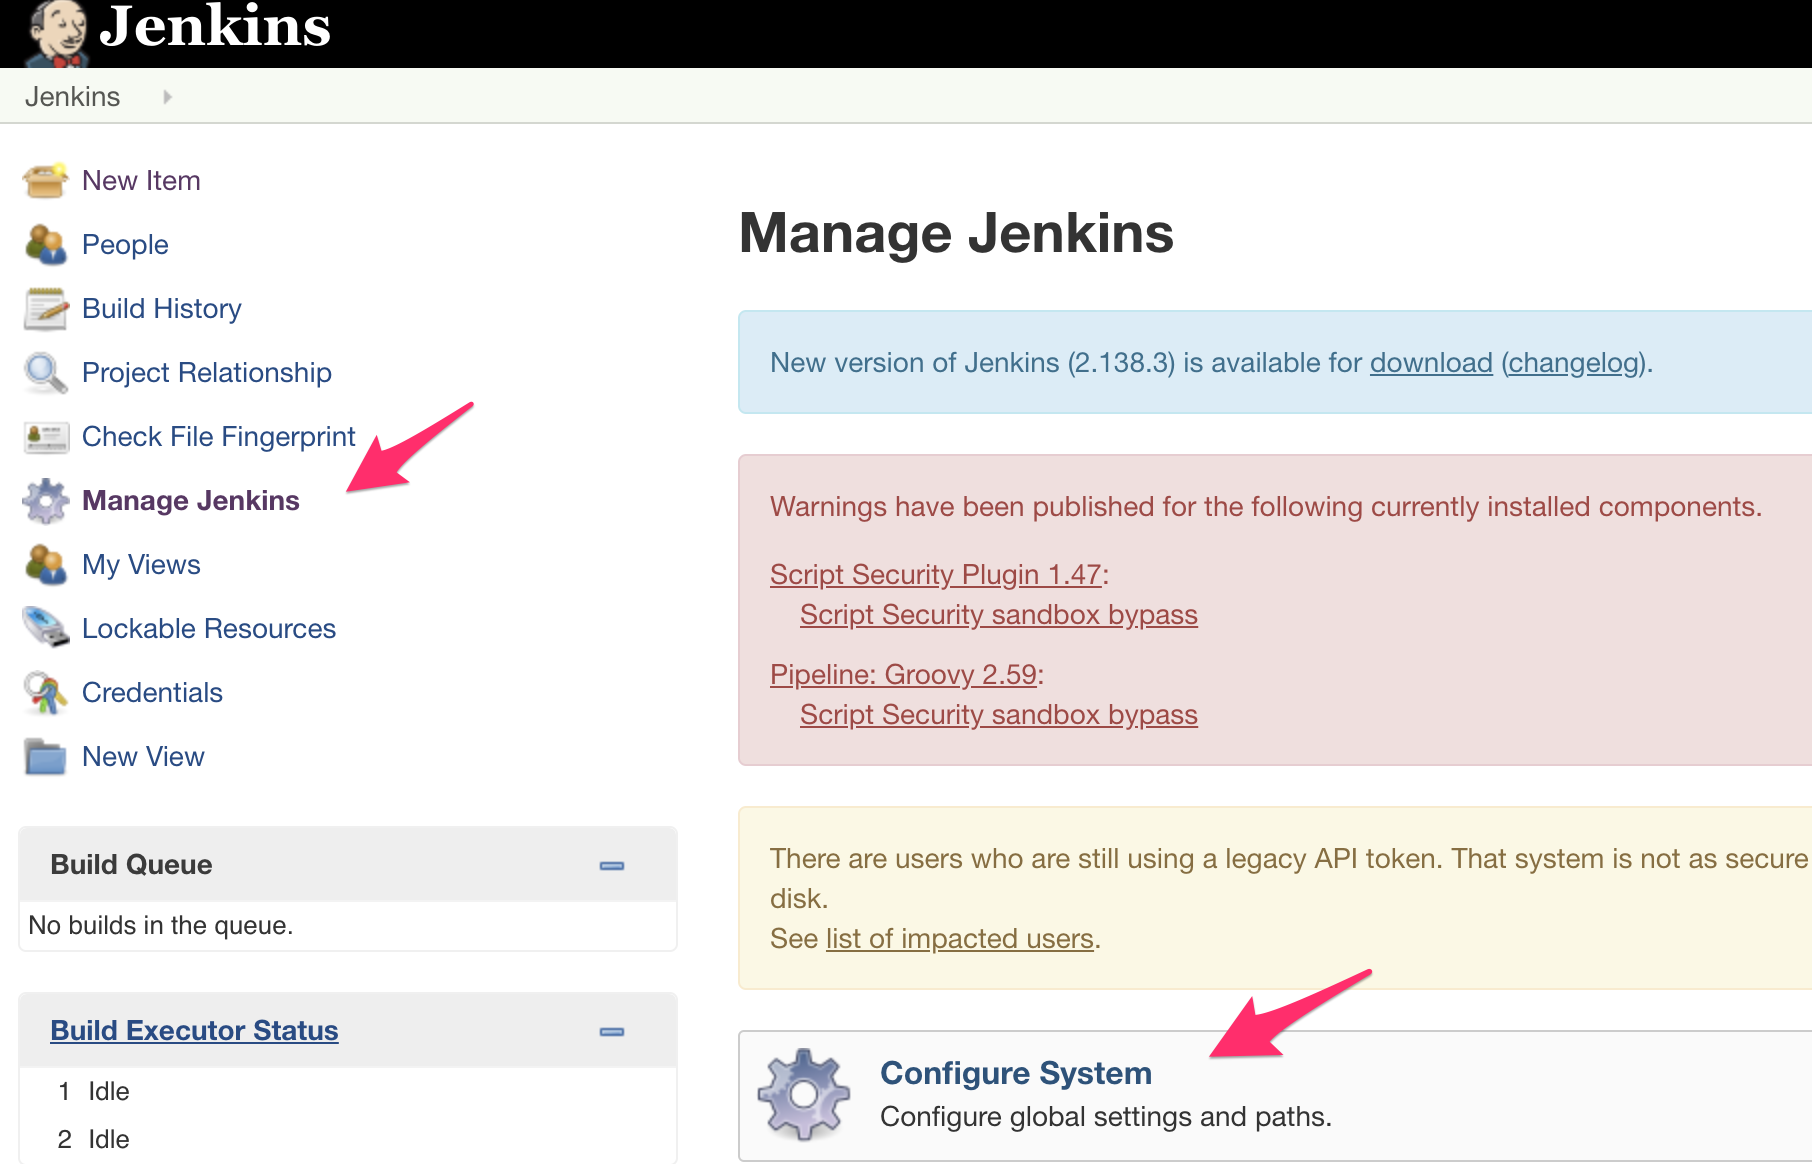 Jenkins
Jenkins
New Item
People
Build History
Project Relationship
Check File Fingerprint
Manage Jenkins
My Views
Lockable Resources
Credentials
New View
Build Queue
No builds in the queue.
Build Executor Status
1 Idle
2 Idle
Manage Jenkins
New version of Jenkins (2.138.3) is available for download (changelog).
Warnings have been published for the following currently installed components.
Script Security Plugin 1.47:
Script Security sandbox bypass
Pipeline: Groovy 2.59:
Script Security sandbox bypass
There are users who are still using a legacy API token. That system is not as secure
disk.
See list of impacted users.
Configure System
Configure global settings and paths.